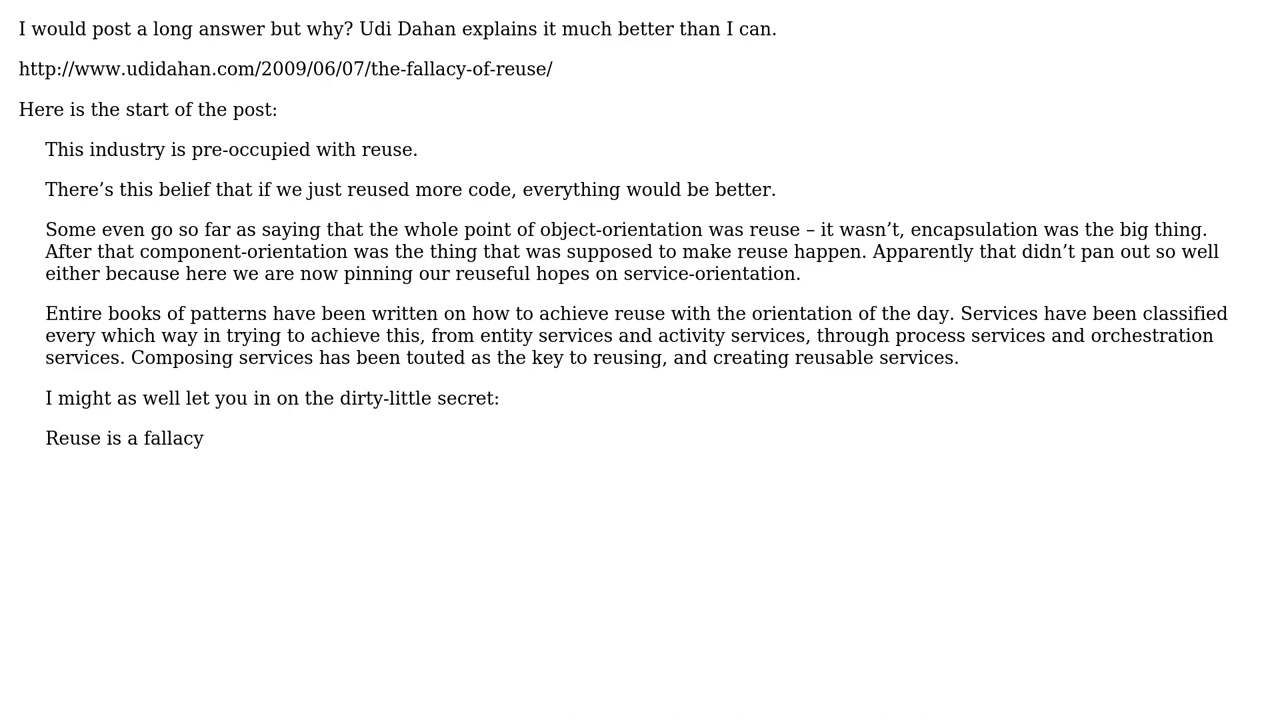 I would post a long answer but why? Udi Dahan explains it much better than I can.
http://www.udidahan.com/2009/06/07/the-fallacy-of-reuse/
Here is the start of the post:
This industry is pre-occupied with reuse.
There’s this belief that if we just reused more code, everything would be better.
Some even go so far as saying that the whole point of object-orientation was reuse – it wasn’t, encapsulation was the big thing.
After that component-orientation was the thing that was supposed to make reuse happen. Apparently that didn’t pan out so well
either because here we are now pinning our reuseful hopes on service-orientation.
Entire books of patterns have been written on how to achieve reuse with the orientation of the day. Services have been classified
every which way in trying to achieve this, from entity services and activity services, through process services and orchestration
services. Composing services has been touted as the key to reusing, and creating reusable services.
I might as well let you in on the dirty-little secret:
Reuse is a fallacy